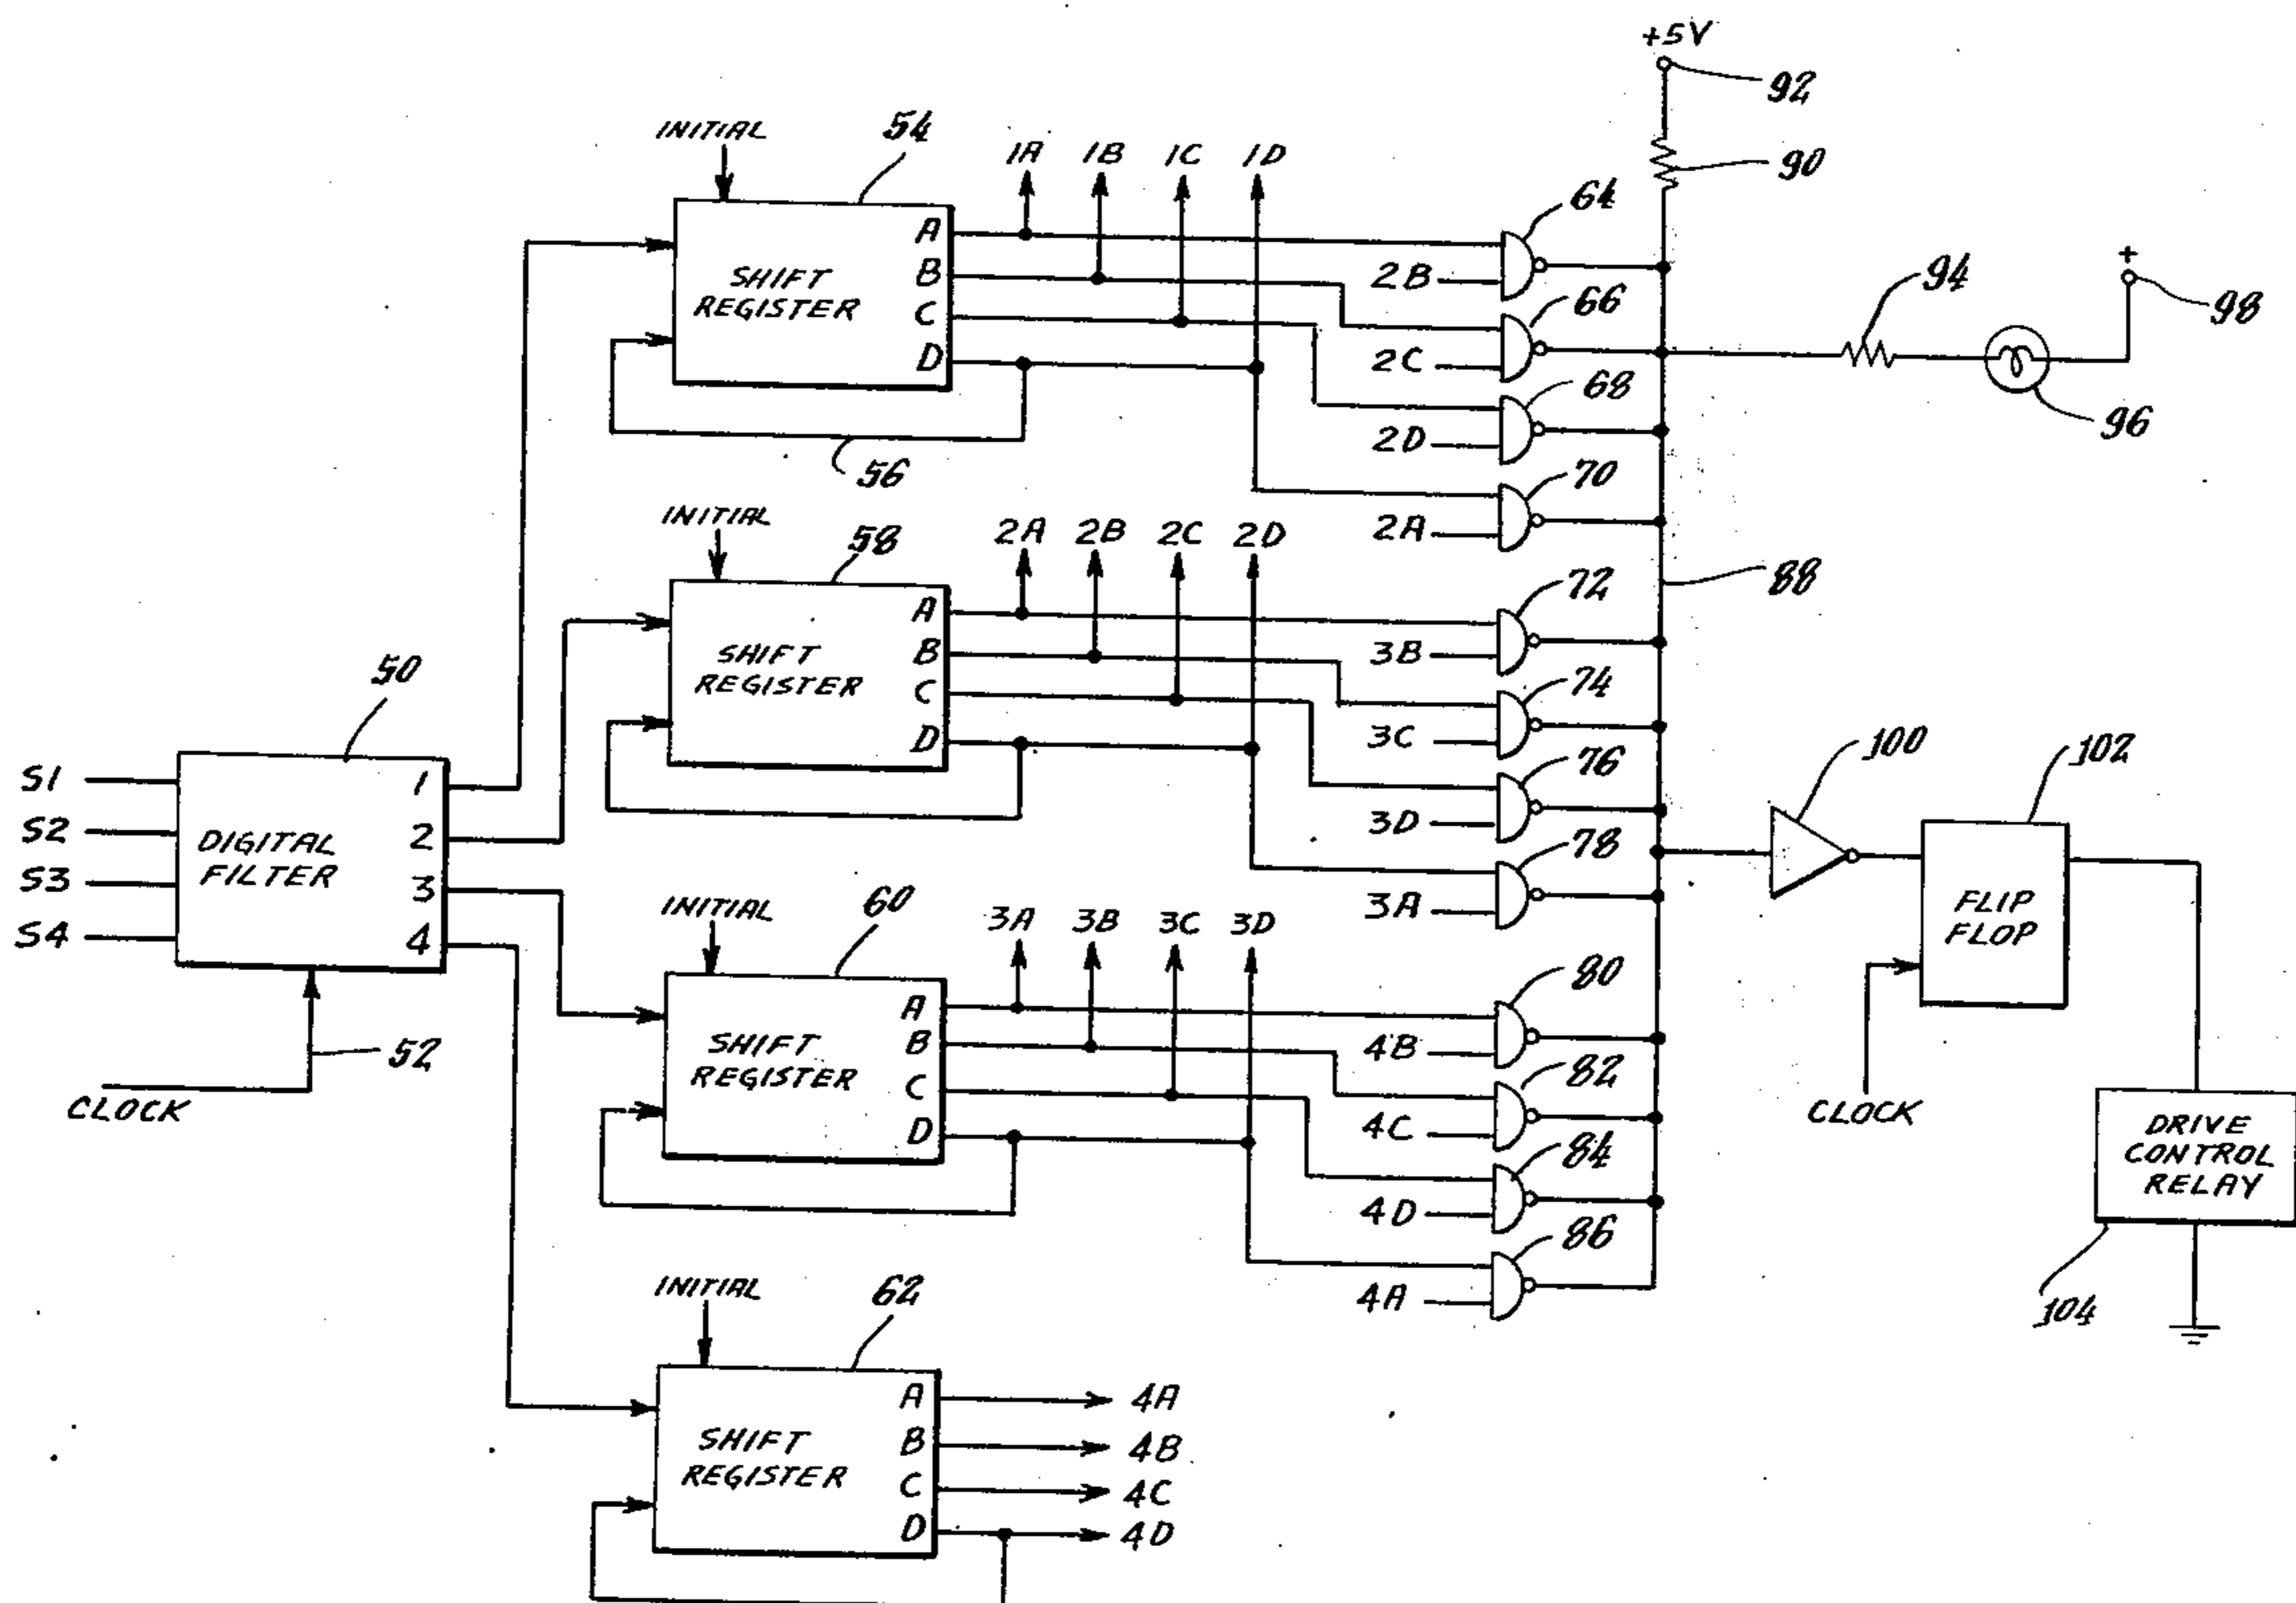 +5V
92
INITIAL
54
1A 1B 1C 1D
90
64
A
SHIFT
REGISTER
B
C
D
2B
66
94
+
98
2C
68
96
2D
56
70
2A
INITIAL
58
2A 2B 2C 2D
72
88
A
SHIFT
REGISTER
B
C
D
3B
74
3C
76
3D
78
3A
50
S1
S2
S3
S4
DIGITAL
FILTER
1
2
3
4
52
CLOCK
100
102
FLIP
FLOP
CLOCK
INITIAL
60
3A 3B 3C 3D
80
A
SHIFT
REGISTER
B
C
D
4B
82
4C
84
4D
86
4A
DRIVE
CONTROL
RELAY
104
INITIAL
62
SHIFT
REGISTER
A
B
C
D
4A
4B
4C
4D